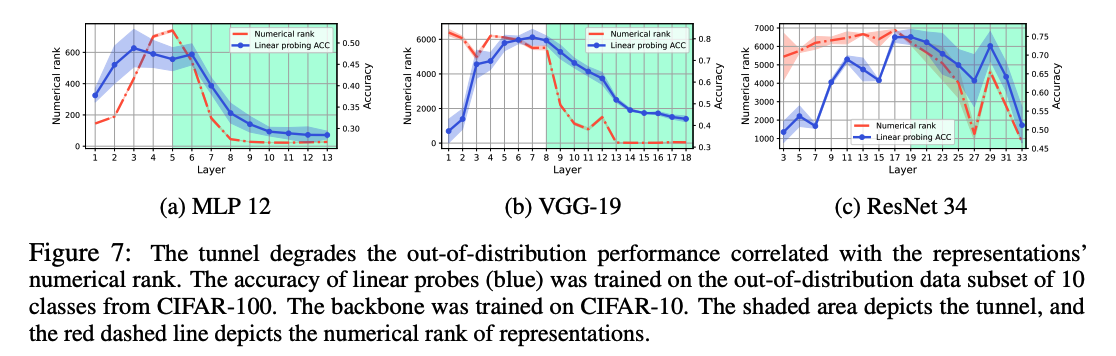 Numerical rank
Linear probing ACC
Numerical rank
600
400
200
0
0.50
0.45
0.40
0.35
0.30
Accuracy
1 2 3 4 5 6 7 8 9 10 11 12 13
Layer
(a) MLP 12
Numerical rank
Linear probing ACC
Numerical rank
6000
4000
2000
0
0.8
0.7
0.6
0.5
0.4
0.3
Accuracy
1 2 3 4 5 6 7 8 9 10 11 12 13 14 15 16 17 18
Layer
(b) VGG-19
Numerical rank
Linear probing ACC
Numerical rank
7000
6000
5000
4000
3000
2000
1000
0.75
0.70
0.65
0.60
0.55
0.50
0.45
Accuracy
3 5 7 9 11 13 15 17 19 21 23 25 27 29 31 33
Layer
(c) ResNet 34
Figure 7: The tunnel degrades the out-of-distribution performance correlated with the representations’
numerical rank. The accuracy of linear probes (blue) was trained on the out-of-distribution data subset of 10
classes from CIFAR-100. The backbone was trained on CIFAR-10. The shaded area depicts the tunnel, and
the red dashed line depicts the numerical rank of representations.